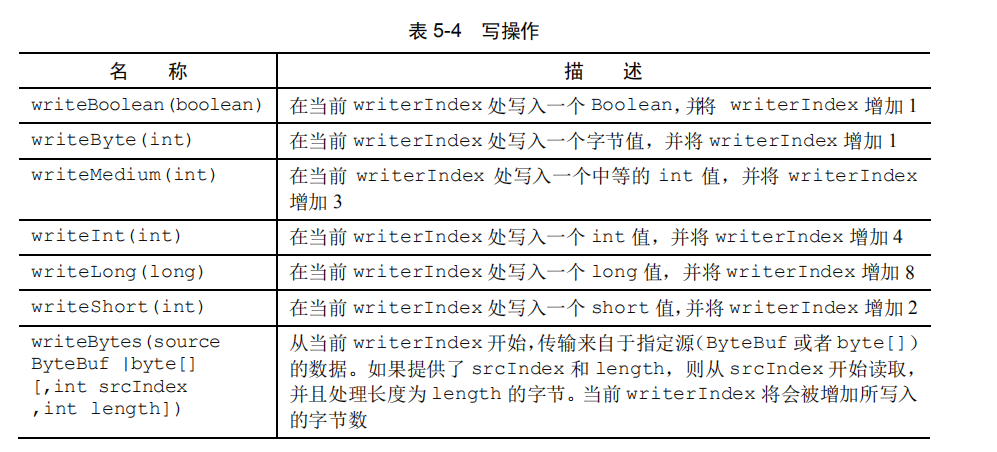 表 5-4 写操作
名 称 描 述
writeBoolean(boolean) 在当前 writerIndex 处写入一个 Boolean，并将 writerIndex 增加 1
writeByte(int) 在当前 writerIndex 处写入一个字节值，并将 writerIndex 增加 1
writeMedium(int) 在当前 writerIndex 处写入一个中等的 int 值，并将 writerIndex
增加 3
writeInt(int) 在当前 writerIndex 处写入一个 int 值，并将 writerIndex 增加 4
writeLong(long) 在当前 writerIndex 处写入一个 long 值，并将 writerIndex 增加 8
writeShort(int) 在当前 writerIndex 处写入一个 short 值，并将 writerIndex 增加 2
writeBytes(source
ByteBuf |byte[]
[,int srcIndex
,int length])
从当前 writerIndex 开始，传输来自于指定源（ByteBuf 或者 byte[]）
的数据。如果提供了 srcIndex 和 length，则从 srcIndex 开始读取，
并且处理长度为 length 的字节。当前 writerIndex 将会被增加所写入
的字节数